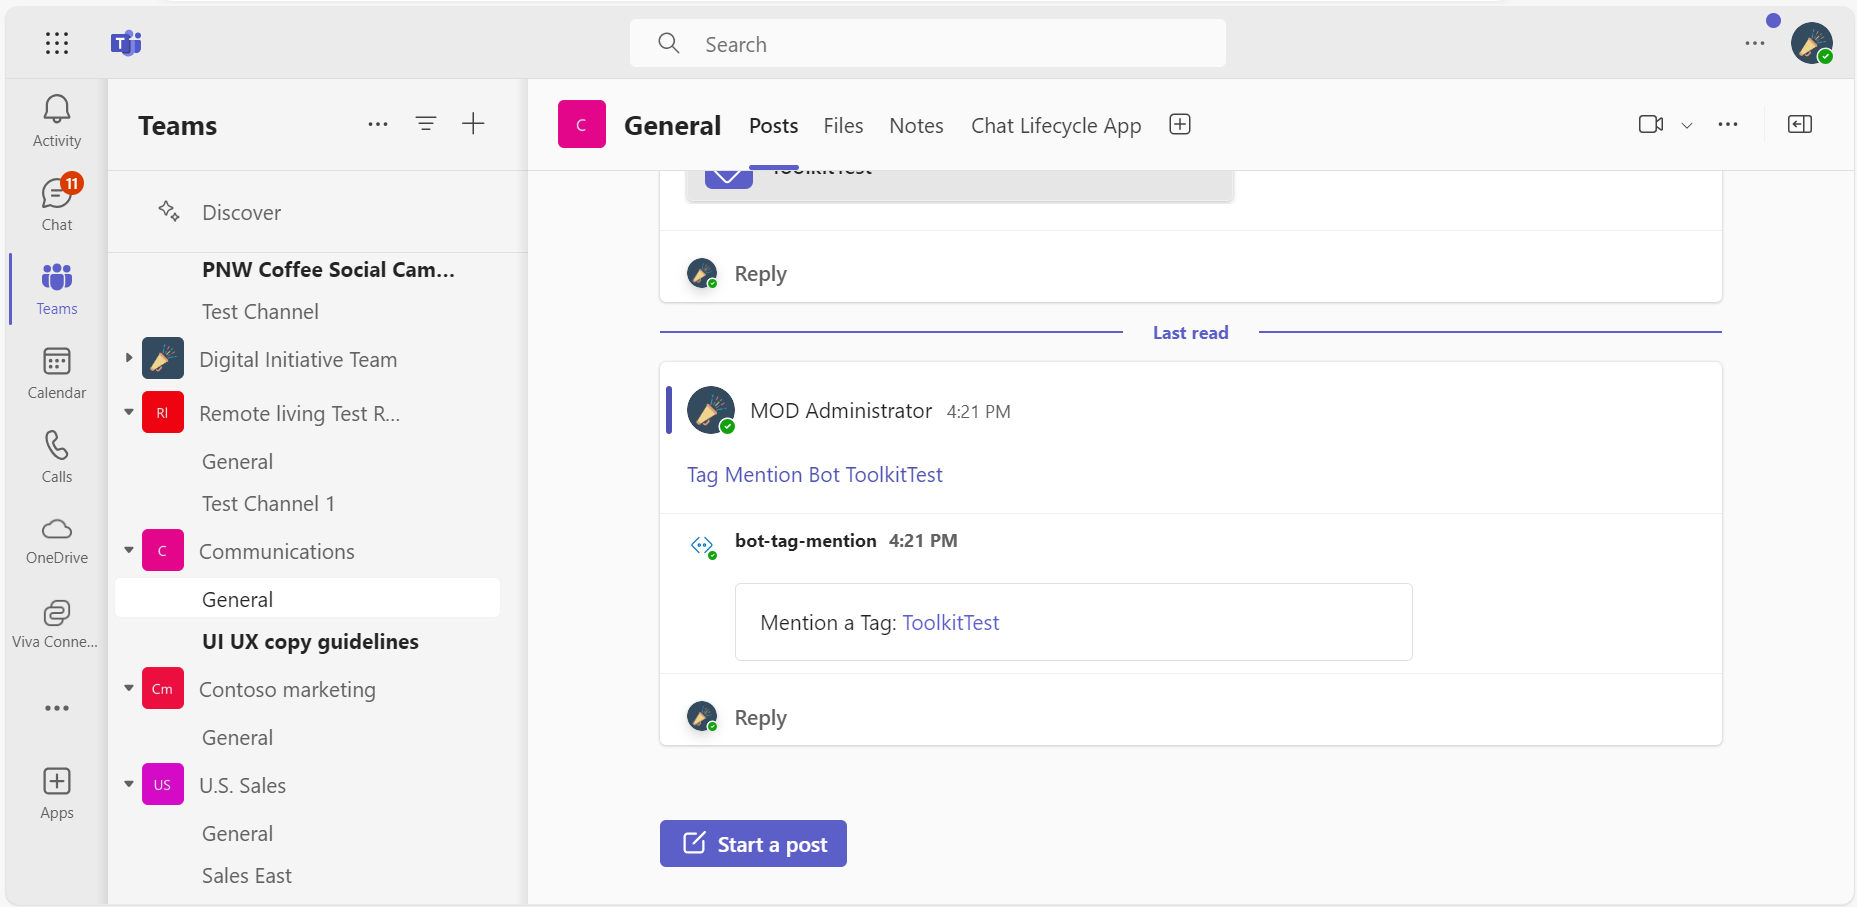 Search
Activity
11
Chat
Teams
Calendar
Calls
OneDrive
Viva Conne...
Apps
Teams
Discover
PNW Coffee Social Cam...
Test Channel
Digital Initiative Team
RI Remote living Test R...
General
Test Channel 1
C Communications
General
UI UX copy guidelines
Cm Contoso marketing
General
US U.S. Sales
General
Sales East
C General Posts Files Notes Chat Lifecycle App
ToolkitTest
Reply
Last read
MOD Administrator 4:21 PM
Tag Mention Bot ToolkitTest
bot-tag-mention 4:21 PM
Mention a Tag: ToolkitTest
Reply
Start a post